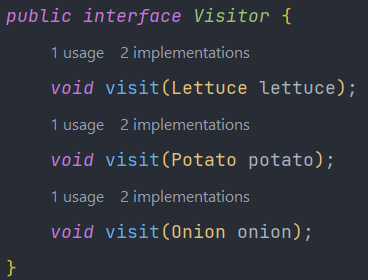 public interface Visitor {
1 usage 2 implementations
void visit(Lettuce lettuce);
1 usage 2 implementations
void visit(Potato potato);
1 usage 2 implementations
void visit(Onion onion);
}